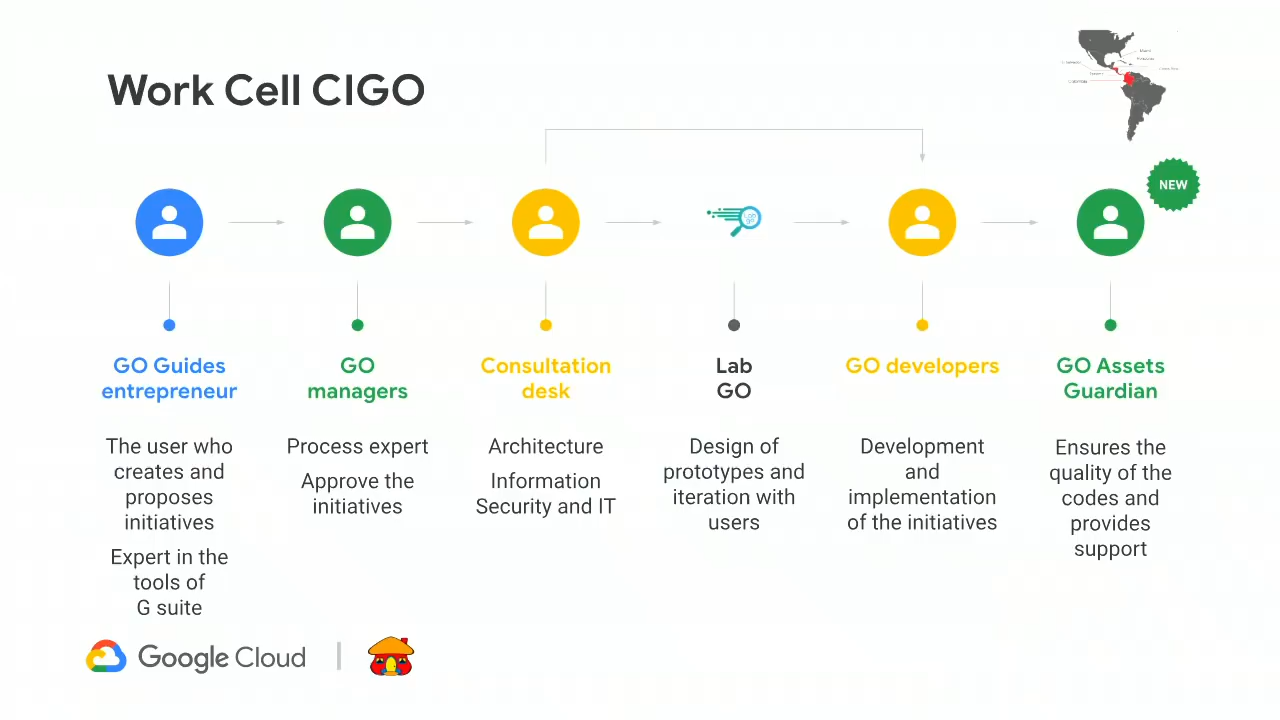 Work Cell CIGO
NEW
GO Guides
entrepreneur
The user who
creates and
proposes
initiatives
Expert in the
tools of
G suite
GO
managers
Process expert
Approve the
initiatives
Consultation
desk
Architecture
Information
Security and IT
Lab
GO
Design of
prototypes and
iteration with
users
GO developers
Development
and
implementation
of the initiatives
GO Assets
Guardian
Ensures the
quality of the
codes and
provides
support
Google Cloud